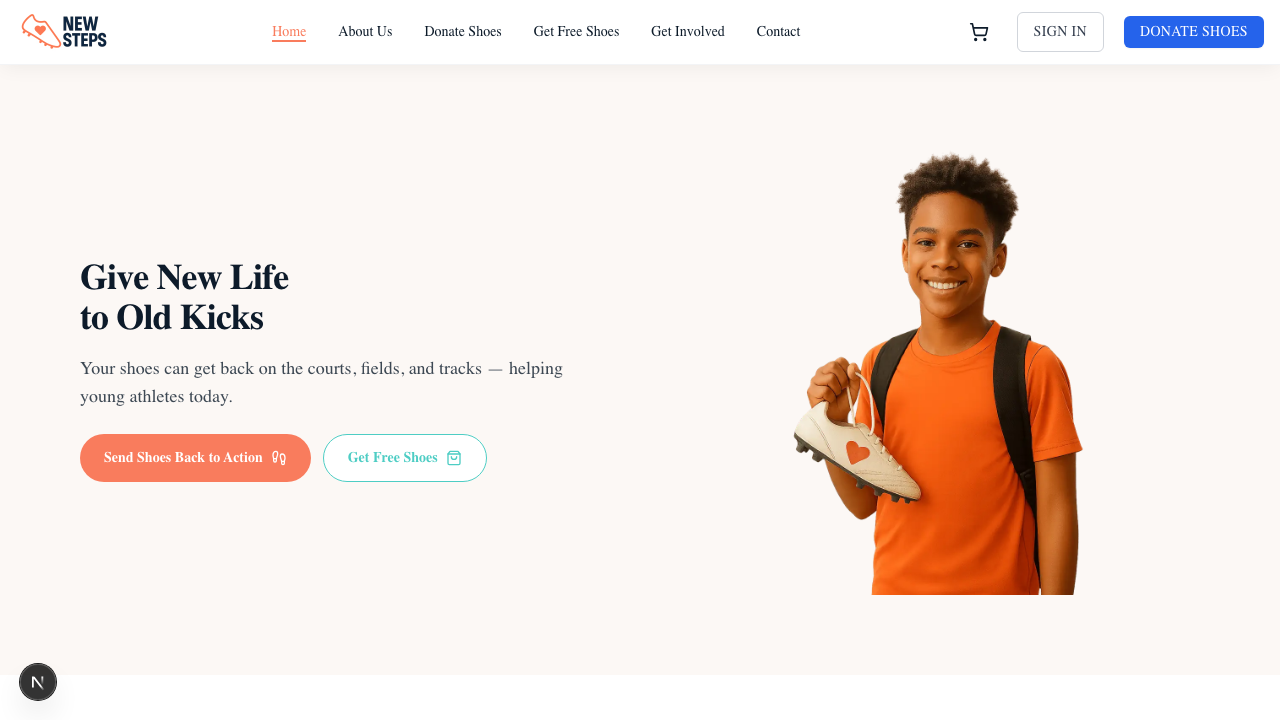 NEW
STEPS
Home
About Us
Donate Shoes
Get Free Shoes
Get Involved
Contact
SIGN IN
DONATE SHOES
Give New Life
to Old Kicks
Your shoes can get back on the courts, fields, and tracks — helping
young athletes today.
Send Shoes Back to Action
Get Free Shoes
N